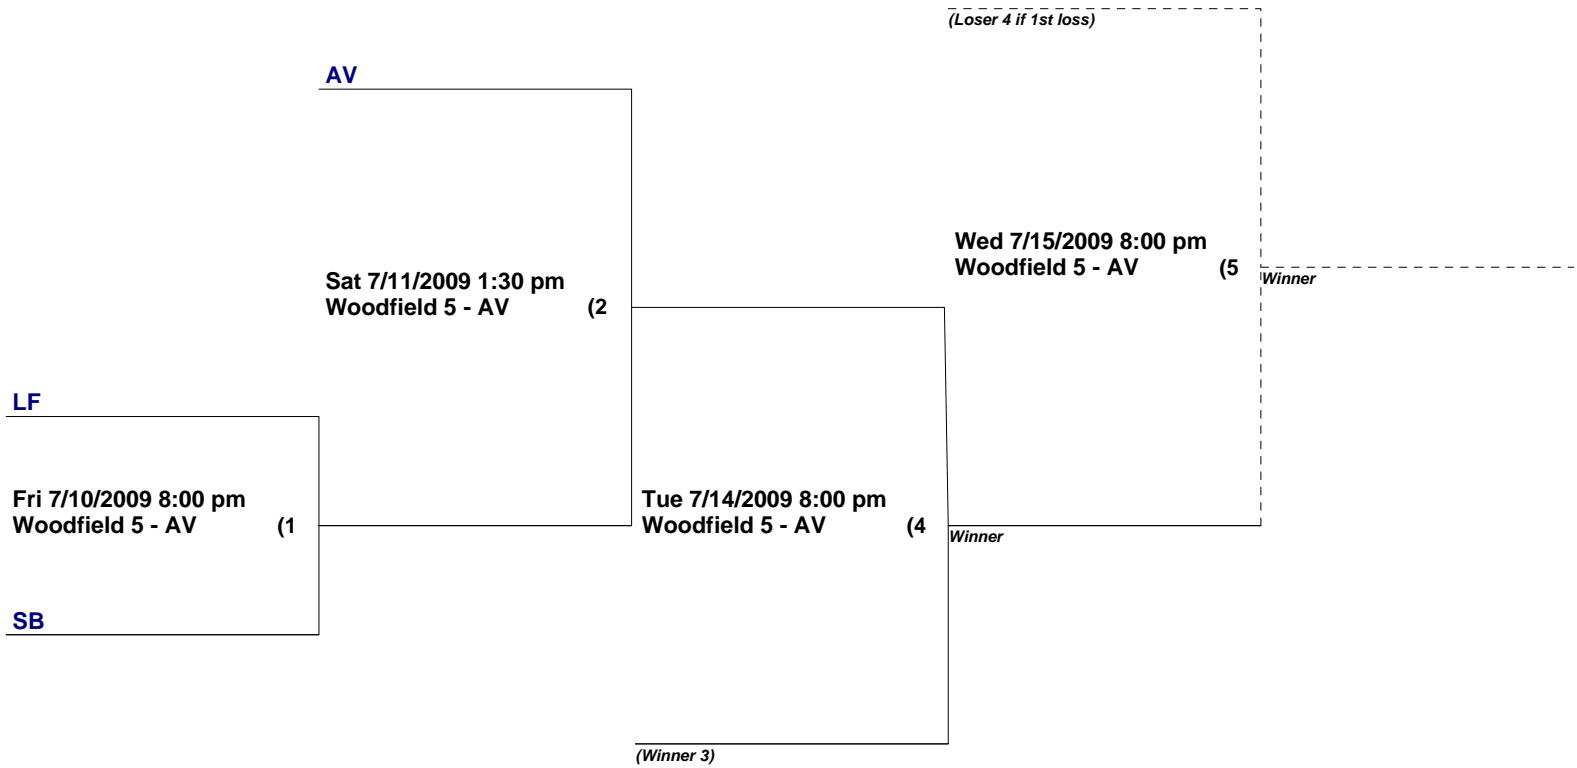 (Loser 4 if 1st loss)
AV
Wed 7/15/2009 8:00 pm
Woodfield 5 - AV (5
Winner
Sat 7/11/2009 1:30 pm
Woodfield 5 - AV (2
LF
Fri 7/10/2009 8:00 pm
Woodfield 5 - AV (1
Tue 7/14/2009 8:00 pm
Woodfield 5 - AV (4
Winner
SB
(Winner 3)